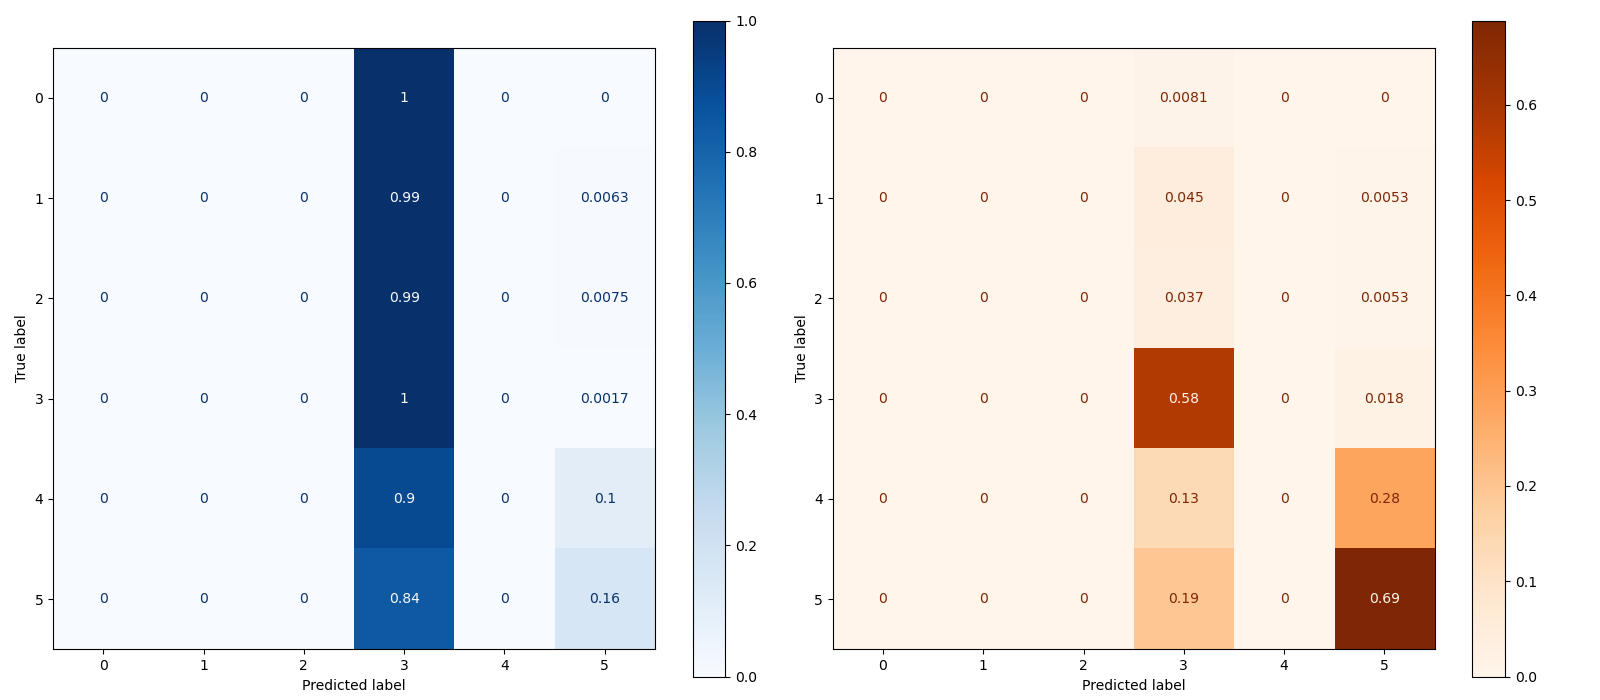 0 0 0 0 1 0 0
1 0 0 0 0.99 0 0.0063
2 0 0 0 0.99 0 0.0075
3 0 0 0 1 0 0.0017
4 0 0 0 0.9 0 0.1
5 0 0 0 0.84 0 0.16
0 1 2 3 4 5
True label
Predicted label
1.0
0.8
0.6
0.4
0.2
0.0
0 0 0 0 0.0081 0 0
1 0 0 0 0.045 0 0.0053
2 0 0 0 0.037 0 0.0053
3 0 0 0 0.58 0 0.018
4 0 0 0 0.13 0 0.28
5 0 0 0 0.19 0 0.69
0 1 2 3 4 5
True label
Predicted label
0.6
0.5
0.4
0.3
0.2
0.1
0.0